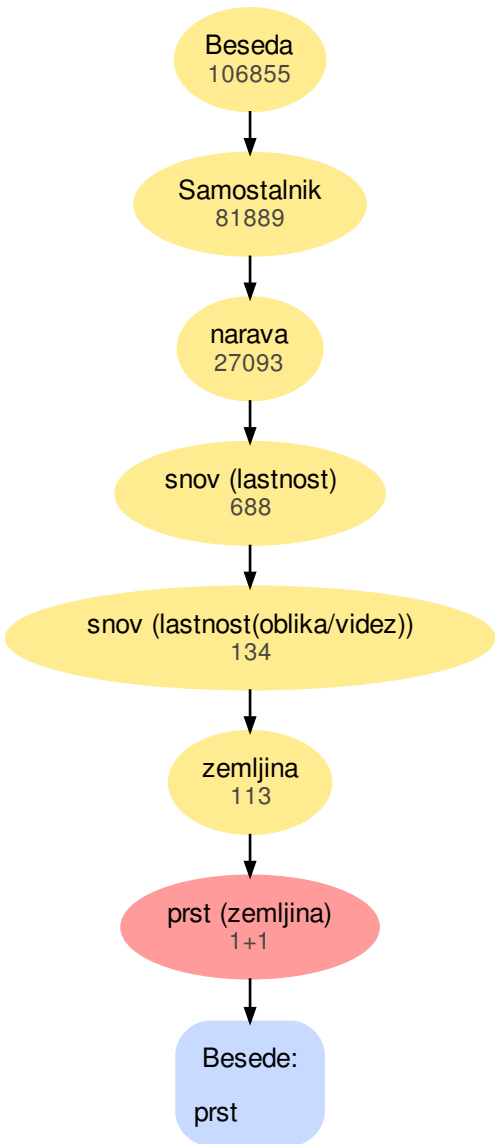 Beseda
106855
Samostalnik
81889
narava
27093
snov (lastnost)
688
snov (lastnost(oblika/videz))
134
zemljina
113
prst (zemljina)
1+1
Besede:
prst